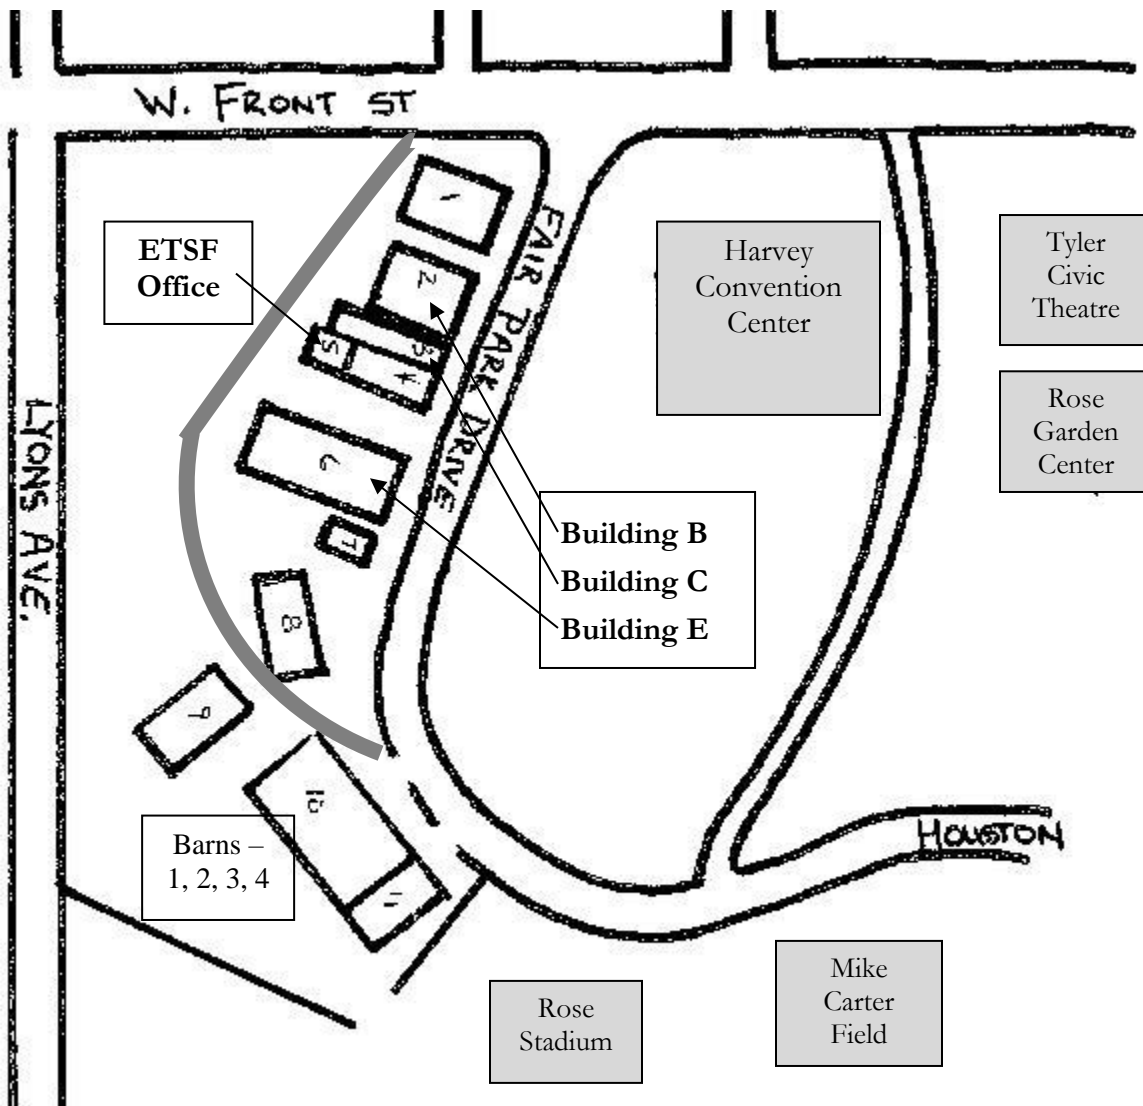 W. FRONT ST
1
FAIR PARK DRIVE
ETSF
Office
2
3
5
4
Harvey
Convention
Center
Tyler
Civic
Theatre
Rose
Garden
Center
LYONS AVE.
6
7
Building B
Building C
Building E
8
9
10
11
Barns –
1, 2, 3, 4
HOUSTON
Rose
Stadium
Mike
Carter
Field